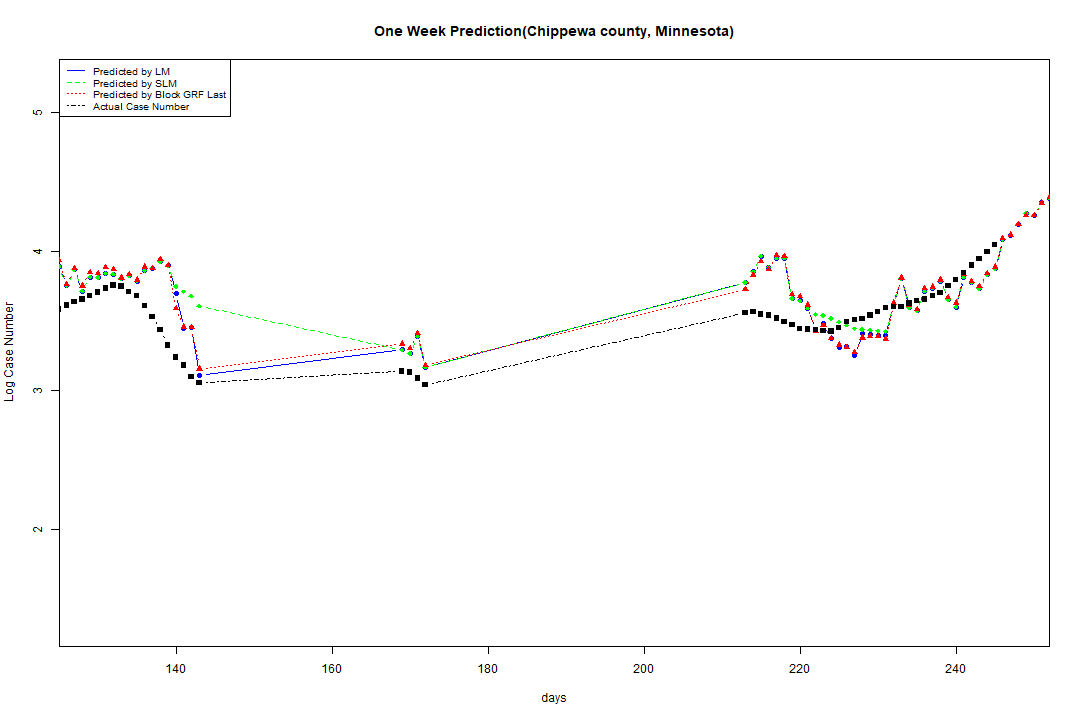 One Week Prediction(Chippewa county, Minnesota)
Predicted by LM
Predicted by SLM
Predicted by Block GRF Last
Actual Case Number
Log Case Number
5
4
3
2
140 160 180 200 220 240
days